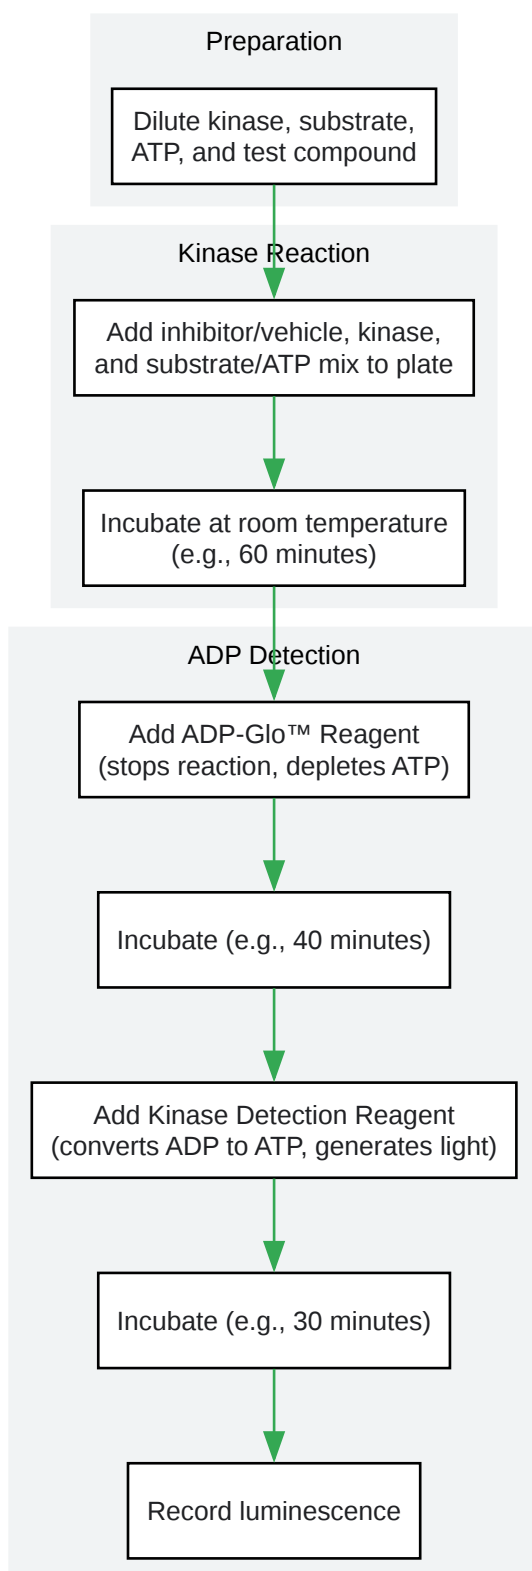 Preparation
Dilute kinase, substrate,
ATP, and test compound
Kinase Reaction
Add inhibitor/vehicle, kinase,
and substrate/ATP mix to plate
Incubate at room temperature
(e.g., 60 minutes)
ADP Detection
Add ADP-Glo™ Reagent
(stops reaction, depletes ATP)
Incubate (e.g., 40 minutes)
Add Kinase Detection Reagent
(converts ADP to ATP, generates light)
Incubate (e.g., 30 minutes)
Record luminescence